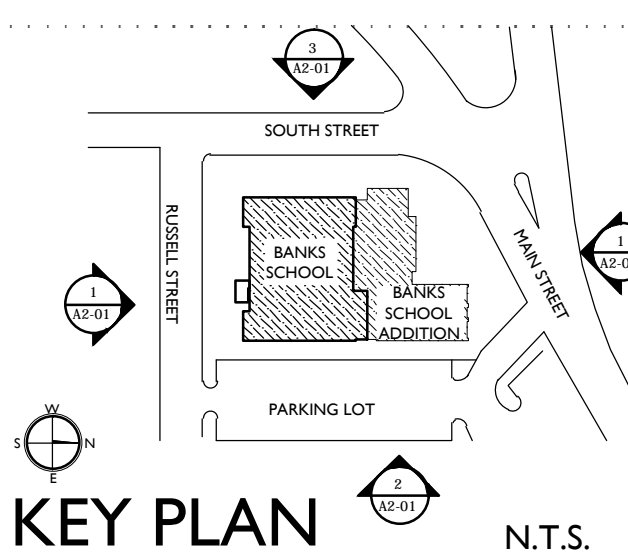 3
A2-01
SOUTH STREET
RUSSELL STREET
BANKS
SCHOOL
MAIN STREET
1
1
A2-01
BANKS
SCHOOL
ADDITION
PARKING LOT
W
S
N
E
2
A2-01
KEY PLAN
N.T.S.